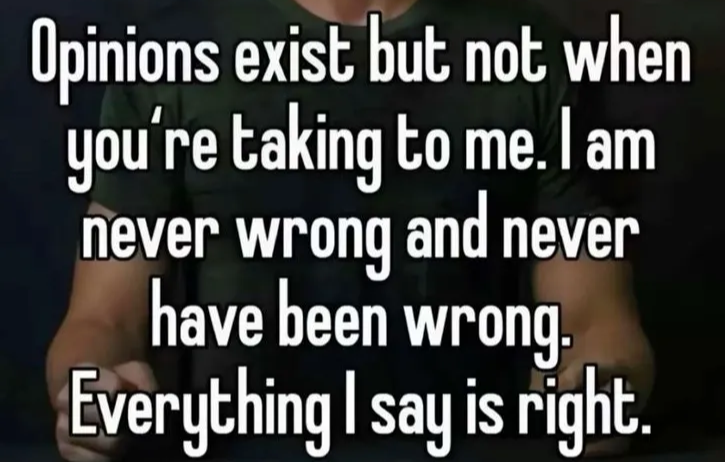 Opinions exist but not when
you're taking to me. I am
never wrong and never
have been wrong.
Everything I say is right.